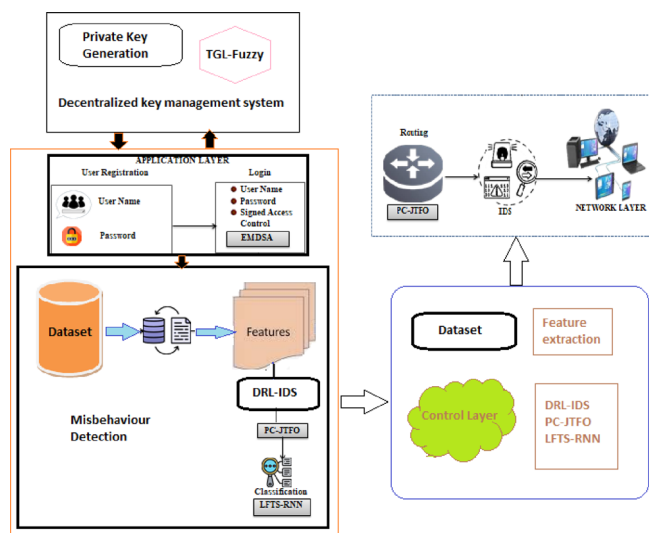 Private Key
Generation
TGL-Fuzzy
Decentralized key management system
APPLICATION LAYER
User Registration
Login
User Name
Password
User Name
Password
Signed Access
Control
EMDSA
Dataset
Features
DRL-IDS
Misbehaviour
Detection
PC-JTFO
Classification
LFTS-RNN
Routing
PC-JTFO
IDS
NETWORK LAYER
Dataset
Feature
extraction
Control Layer
DRL-IDS
PC-JTFO
LFTS-RNN